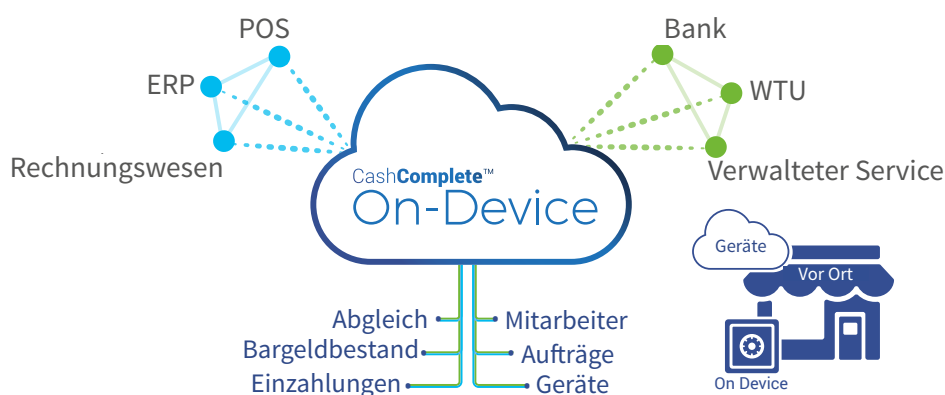 POS
ERP
Rechnungswesen
Bank
WTU
Verwalteter Service
CashComplete™
On-Device
Abgleich
Bargeldbestand
Einzahlungen
Mitarbeiter
Aufträge
Geräte
Geräte
Vor Ort
On Device